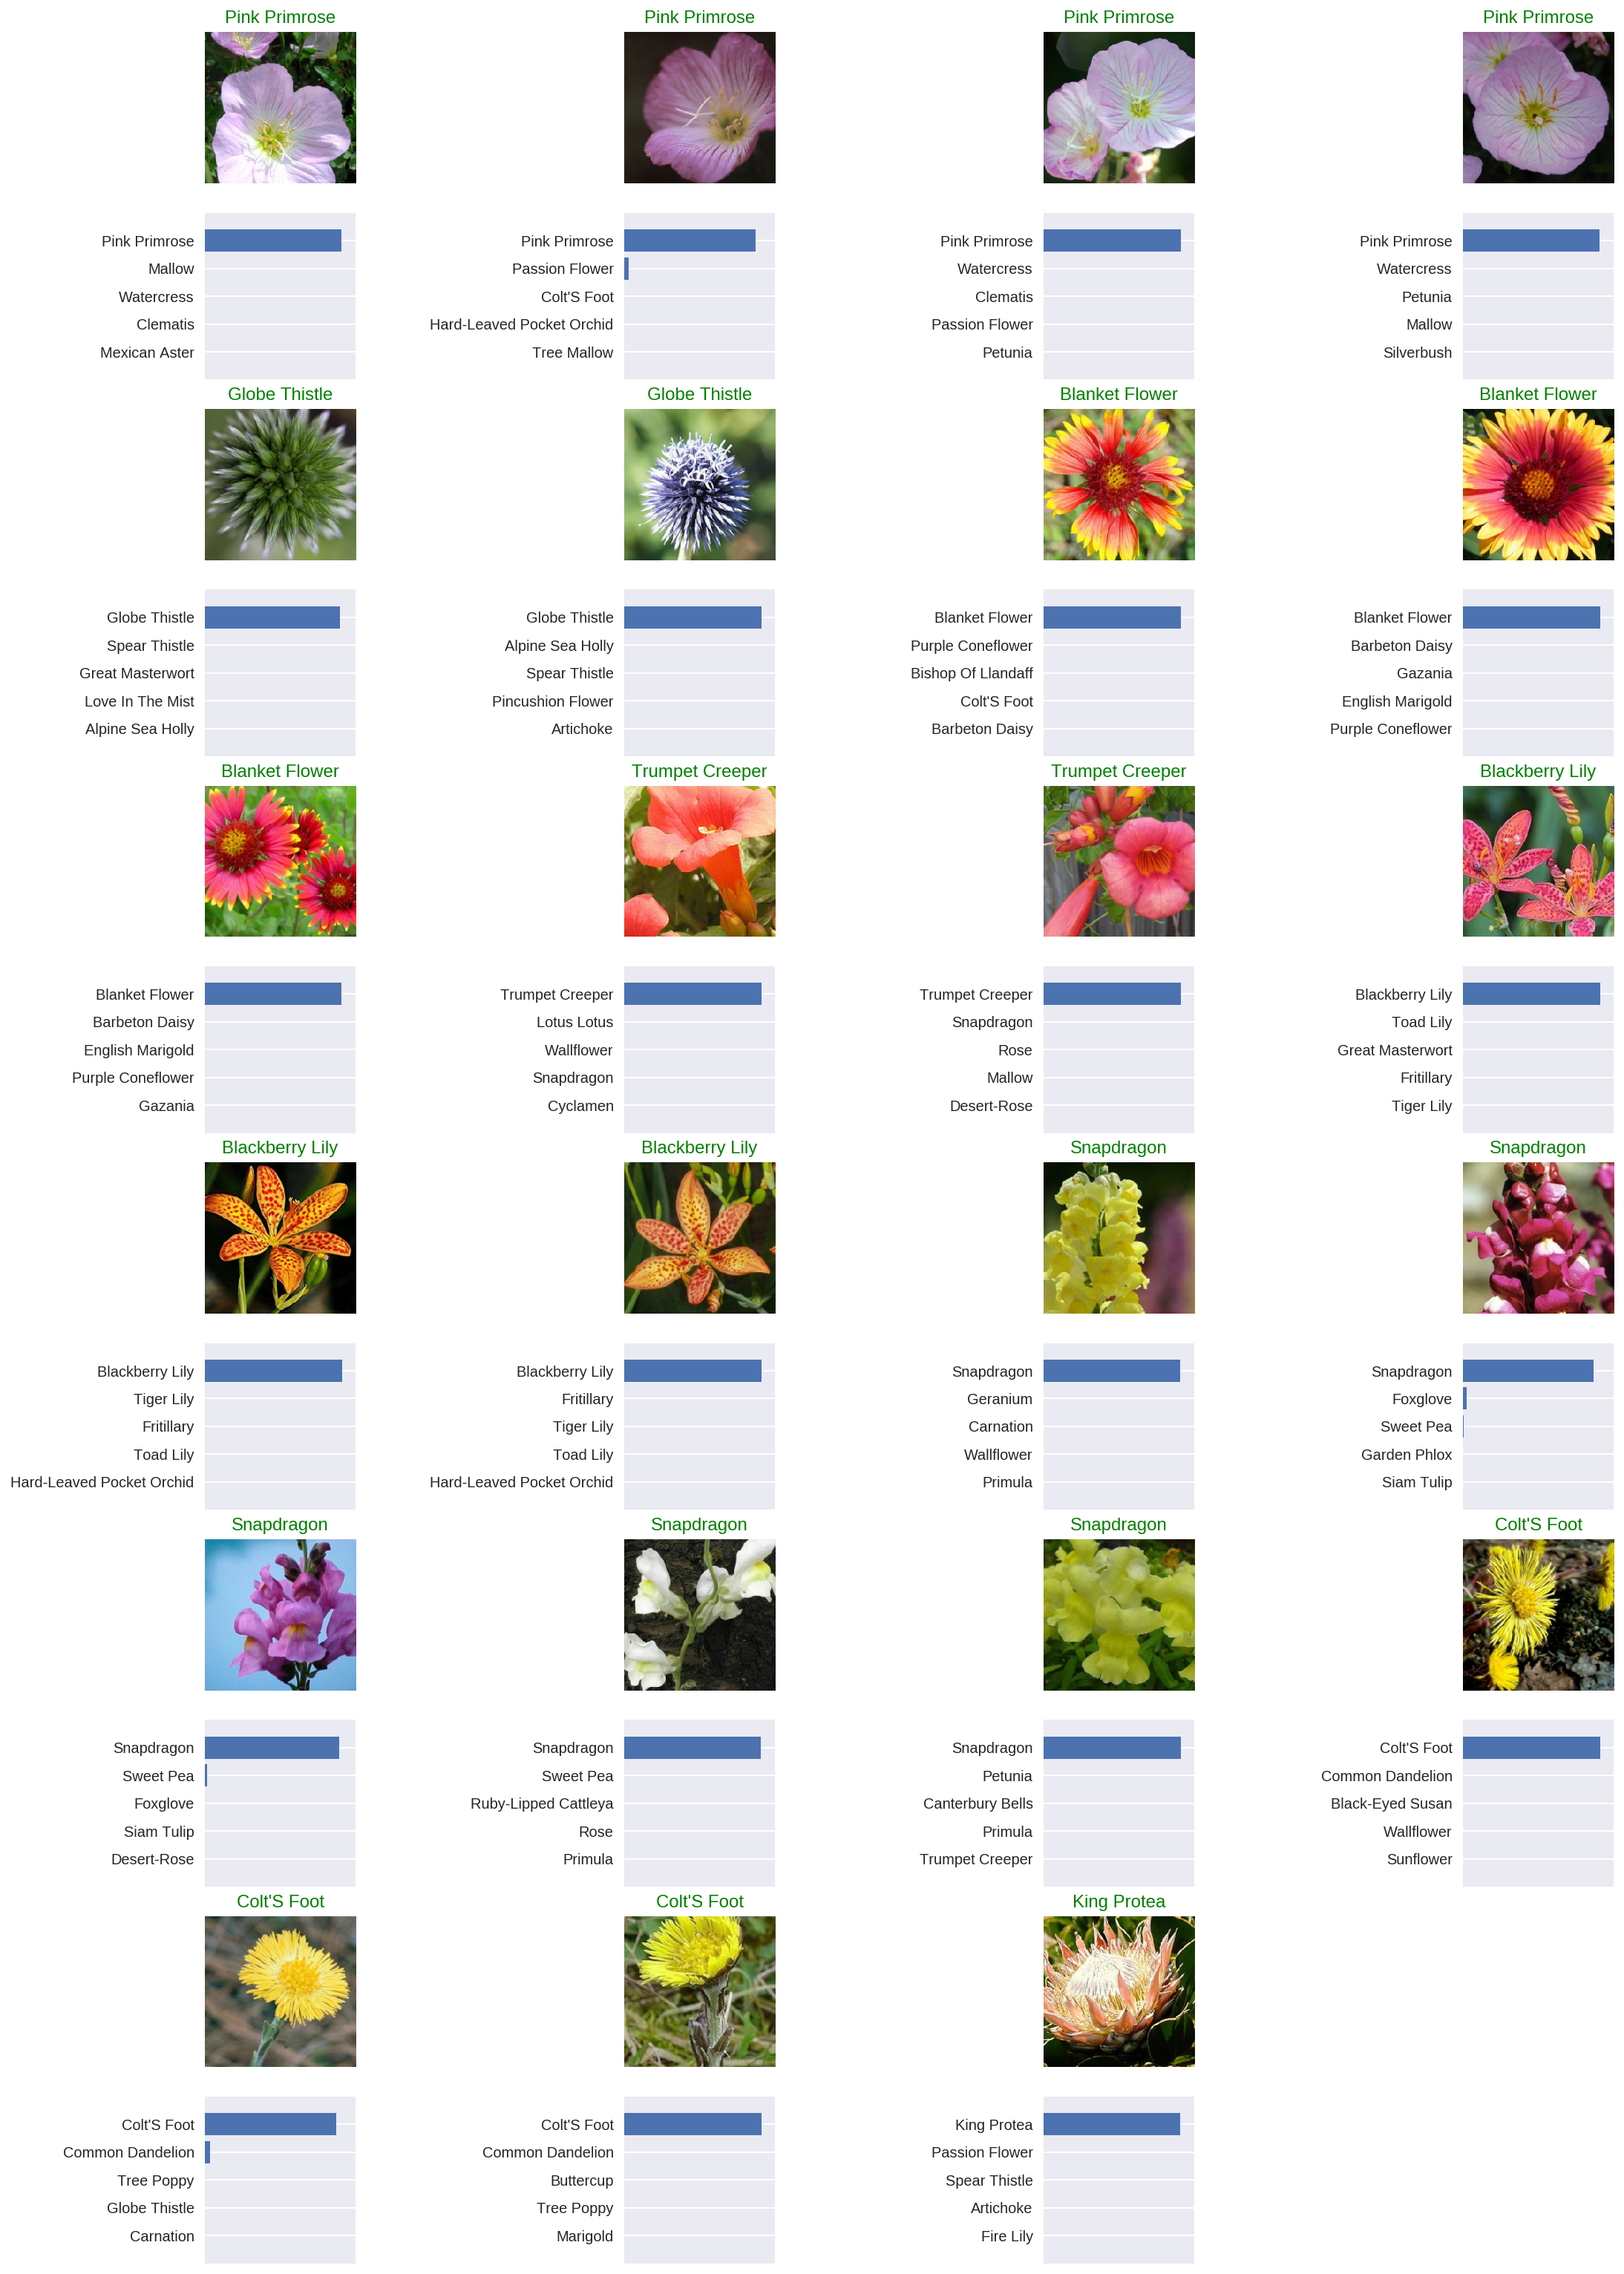 Pink Primrose
Pink Primrose
Pink Primrose
Pink Primrose
Pink Primrose
Mallow
Watercress
Clematis
Mexican Aster
Pink Primrose
Passion Flower
Colt'S Foot
Hard-Leaved Pocket Orchid
Tree Mallow
Pink Primrose
Watercress
Clematis
Passion Flower
Petunia
Pink Primrose
Watercress
Petunia
Mallow
Silverbush
Globe Thistle
Globe Thistle
Blanket Flower
Blanket Flower
Globe Thistle
Spear Thistle
Great Masterwort
Love In The Mist
Alpine Sea Holly
Globe Thistle
Alpine Sea Holly
Spear Thistle
Pincushion Flower
Artichoke
Blanket Flower
Purple Coneflower
Bishop Of Llandaff
Colt'S Foot
Barbeton Daisy
Blanket Flower
Barbeton Daisy
Gazania
English Marigold
Purple Coneflower
Blanket Flower
Trumpet Creeper
Trumpet Creeper
Blackberry Lily
Blanket Flower
Barbeton Daisy
English Marigold
Purple Coneflower
Gazania
Trumpet Creeper
Lotus Lotus
Wallflower
Snapdragon
Cyclamen
Trumpet Creeper
Snapdragon
Rose
Mallow
Desert-Rose
Blackberry Lily
Toad Lily
Great Masterwort
Fritillary
Tiger Lily
Blackberry Lily
Blackberry Lily
Snapdragon
Snapdragon
Blackberry Lily
Tiger Lily
Fritillary
Toad Lily
Hard-Leaved Pocket Orchid
Blackberry Lily
Fritillary
Tiger Lily
Toad Lily
Hard-Leaved Pocket Orchid
Snapdragon
Geranium
Carnation
Wallflower
Primula
Snapdragon
Foxglove
Sweet Pea
Garden Phlox
Siam Tulip
Snapdragon
Snapdragon
Snapdragon
Colt'S Foot
Snapdragon
Sweet Pea
Foxglove
Siam Tulip
Desert-Rose
Snapdragon
Sweet Pea
Ruby-Lipped Cattleya
Rose
Primula
Snapdragon
Petunia
Canterbury Bells
Primula
Trumpet Creeper
Colt'S Foot
Common Dandelion
Black-Eyed Susan
Wallflower
Sunflower
Colt'S Foot
Colt'S Foot
King Protea
Colt'S Foot
Common Dandelion
Tree Poppy
Globe Thistle
Carnation
Colt'S Foot
Common Dandelion
Buttercup
Tree Poppy
Marigold
King Protea
Passion Flower
Spear Thistle
Artichoke
Fire Lily